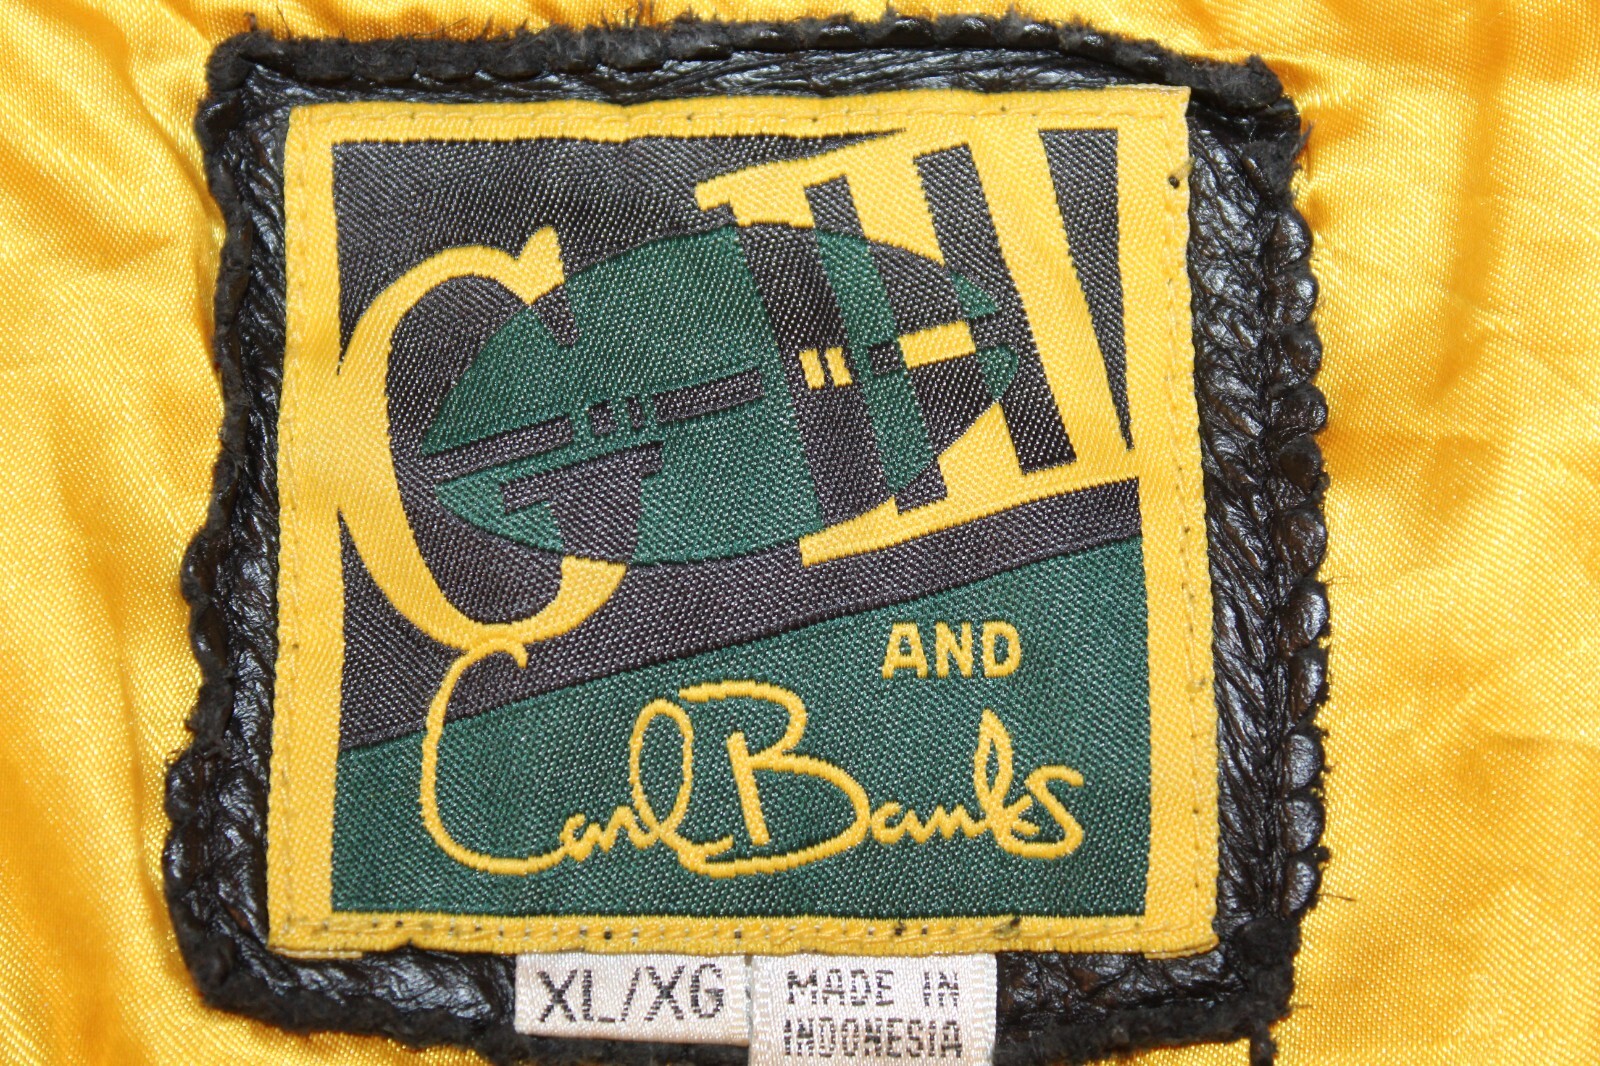 GIII
AND
Carl Banks
XL/XG
MADE IN
INDONESIA